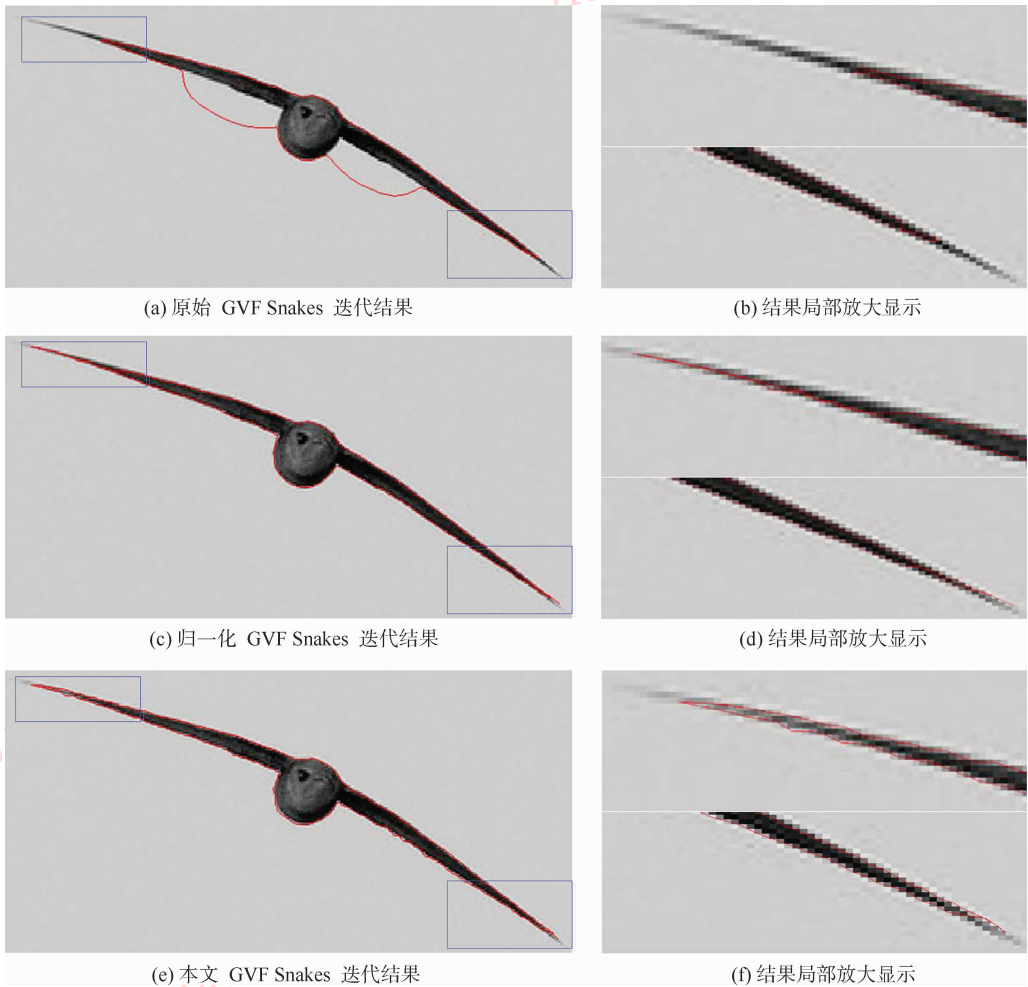 (a) 原始 GVF Snakes 迭代结果
(b) 结果局部放大显示
(c) 归一化 GVF Snakes 迭代结果
(d) 结果局部放大显示
(e) 本文 GVF Snakes 迭代结果
(f) 结果局部放大显示